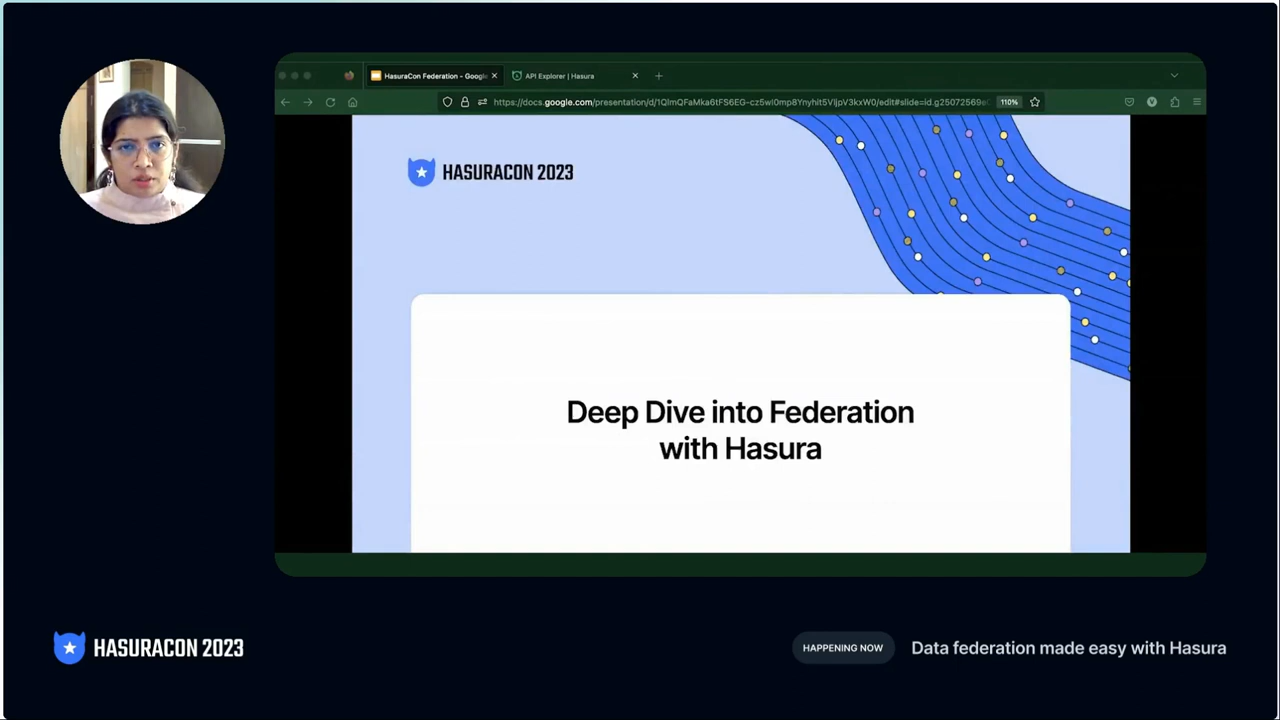 HasuraCon Federation - Google
API Explorer | Hasura
110%
HASURACON 2023
Deep Dive into Federation
with Hasura
HASURACON 2023
HAPPENING NOW
Data federation made easy with Hasura